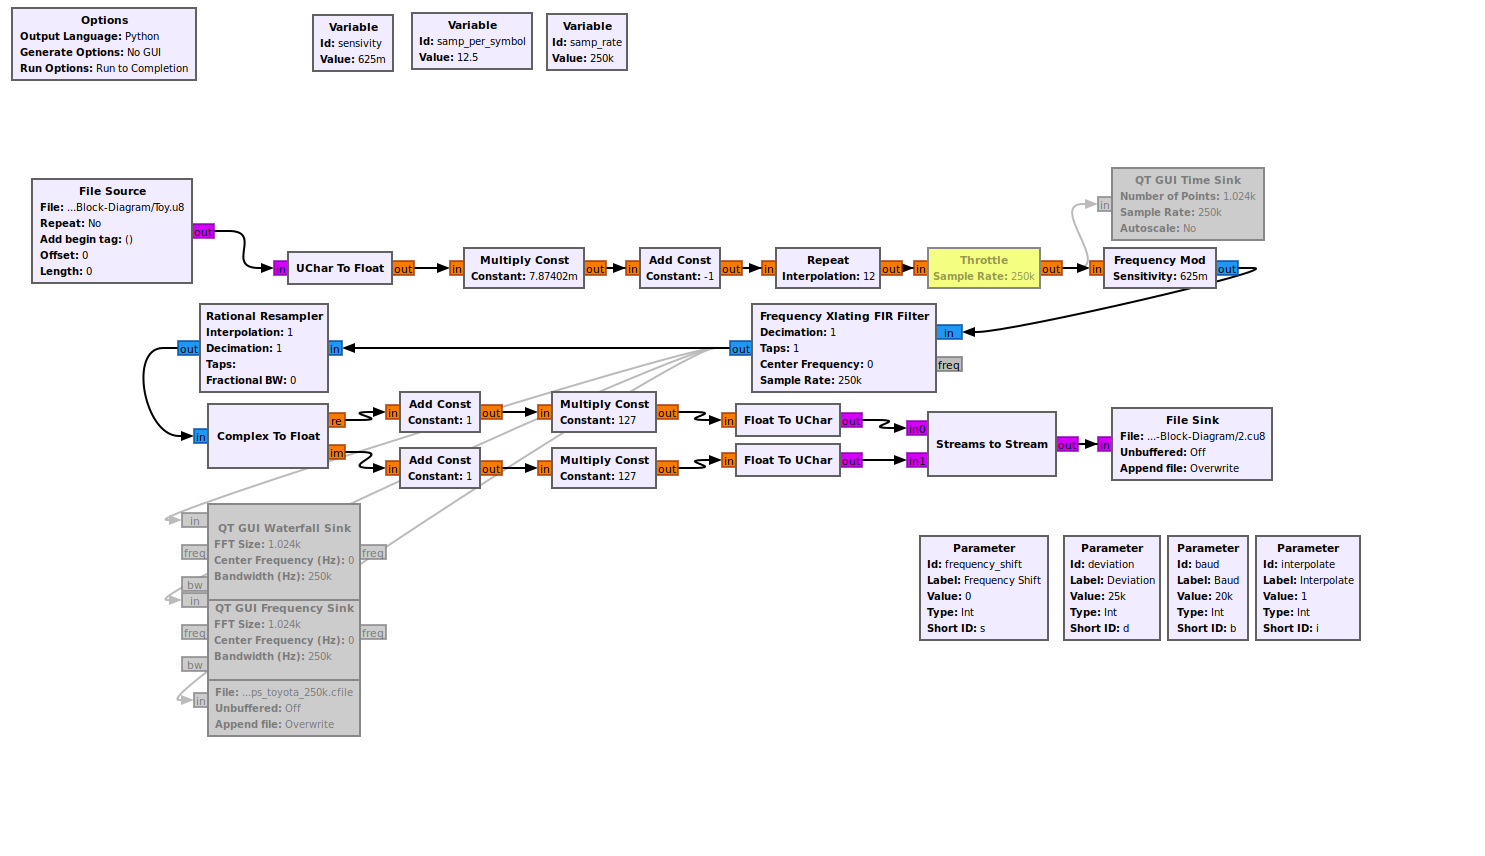 Options
Output Language: Python
Generate Options: No GUI
Run Options: Run to Completion
Variable
Id: sensivity
Value: 625m
Variable
Id: samp_per_symbol
Value: 12.5
Variable
Id: samp_rate
Value: 250k
File Source
File: ...Block-Diagram/Toy.u8
Repeat: No
Add begin tag: ()
Offset: 0
Length: 0
out
in
UChar To Float
out
in
Multiply Const
Constant: 7.87402m
out
in
Add Const
Constant: -1
out
in
Repeat
Interpolation: 12
out
in
Throttle
Sample Rate: 250k
out
in
Frequency Mod
Sensitivity: 625m
out
in
QT GUI Time Sink
Number of Points: 1.024k
Sample Rate: 250k
Autoscale: No
out
Rational Resampler
Interpolation: 1
Decimation: 1
Taps:
Fractional BW: 0
in
out
Frequency Xlating FIR Filter
Decimation: 1
Taps: 1
Center Frequency: 0
Sample Rate: 250k
in
freq
in
Complex To Float
re
im
in
Add Const
Constant: 1
out
in
Multiply Const
Constant: 127
out
in
Float To UChar
out
in
Add Const
Constant: 1
out
in
Multiply Const
Constant: 127
out
in
Float To UChar
out
in0
in1
Streams to Stream
out
in
File Sink
File: ...-Block-Diagram/2.cu8
Unbuffered: Off
Append file: Overwrite
in
freq
bw
QT GUI Waterfall Sink
FFT Size: 1.024k
Center Frequency (Hz): 0
Bandwidth (Hz): 250k
freq
in
freq
bw
QT GUI Frequency Sink
FFT Size: 1.024k
Center Frequency (Hz): 0
Bandwidth (Hz): 250k
freq
in
File: ...ps_toyota_250k.cfile
Unbuffered: Off
Append file: Overwrite
Parameter
Id: frequency_shift
Label: Frequency Shift
Value: 0
Type: Int
Short ID: s
Parameter
Id: deviation
Label: Deviation
Value: 25k
Type: Int
Short ID: d
Parameter
Id: baud
Label: Baud
Value: 20k
Type: Int
Short ID: b
Parameter
Id: interpolate
Label: Interpolate
Value: 1
Type: Int
Short ID: i